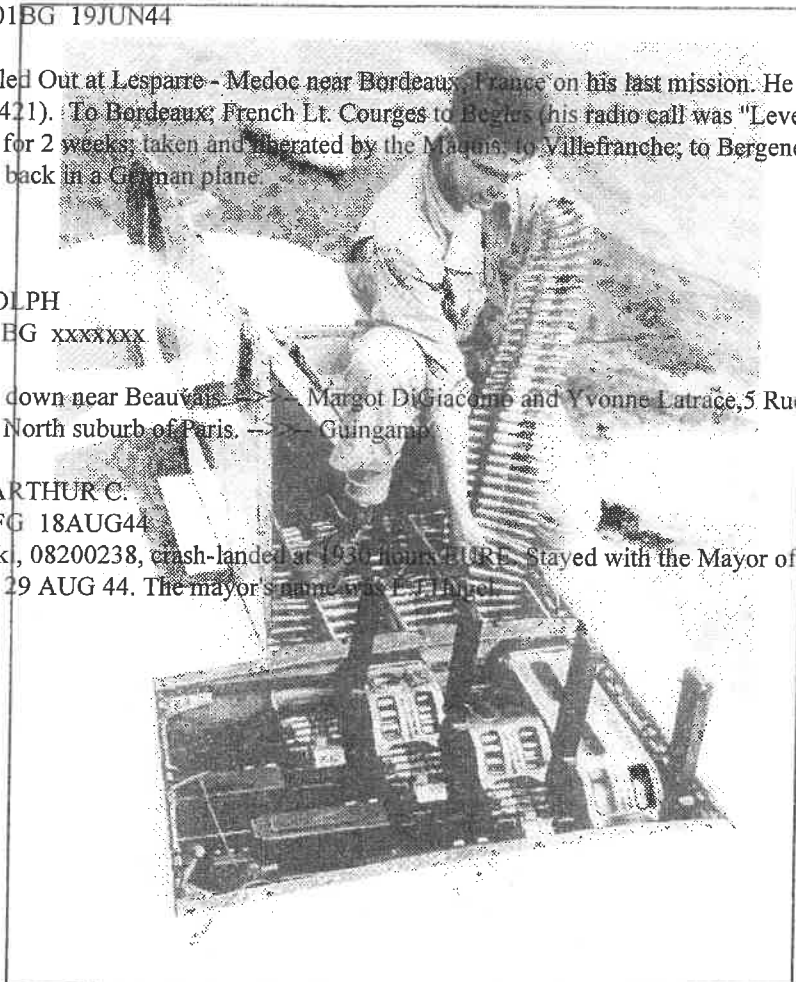 01BG 19JUN44
led Out at Lesparre - Medoc near Bordeaux, France on his last mission. He
421). To Bordeaux; French Lt. Courges to Begles (his radio call was "Leve
for 2 weeks; taken and liberated by the Maquis; to Villefranche; to Bergen
back in a German plane.
OLPH
BG xxxxxxx
down near Beauvais. -->>-- Margot DiGiacomo and Yvonne Latrace,5 Rue
North suburb of Paris. -->>-- Guingamp
ARTHUR C.
FG 18AUG44
ki, 08200238, crash-landed at 1930 hours EURE. Stayed with the Mayor of
29 AUG 44. The mayor's name was